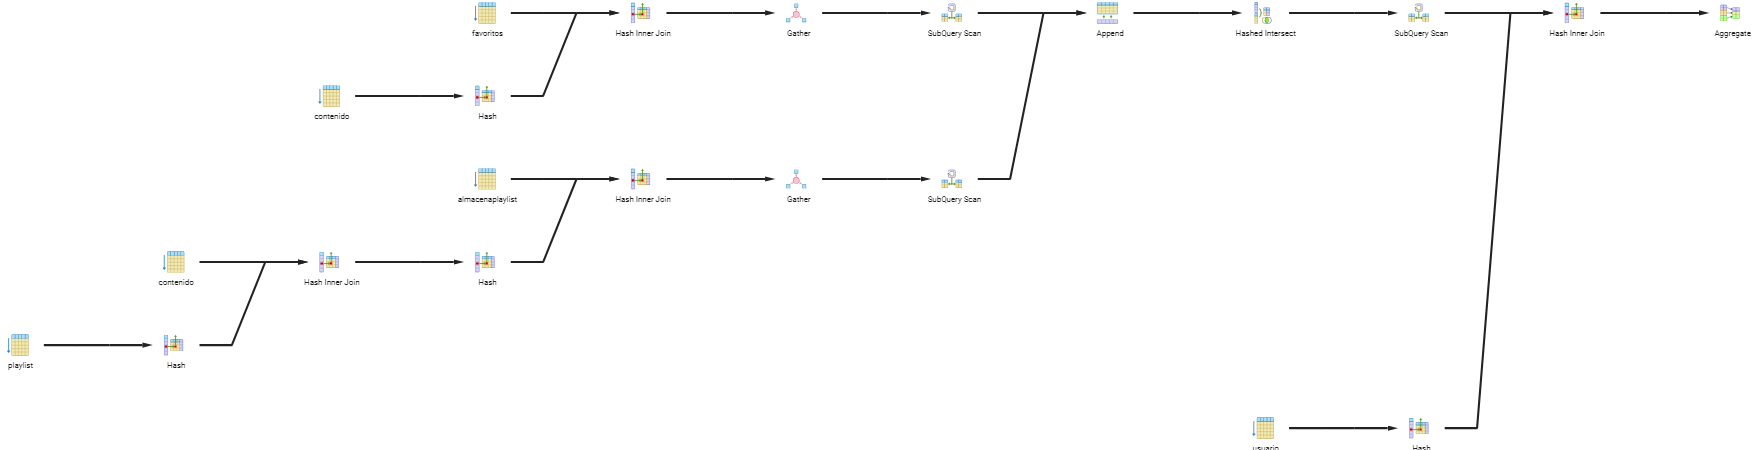 favoritos
Hash Inner Join
Gather
SubQuery Scan
Append
Hashed Intersect
SubQuery Scan
Hash Inner Join
Aggregate
contenido
Hash
almacenaplaylist
Hash Inner Join
Gather
SubQuery Scan
contenido
Hash Inner Join
Hash
playlist
Hash
usuario
Hash